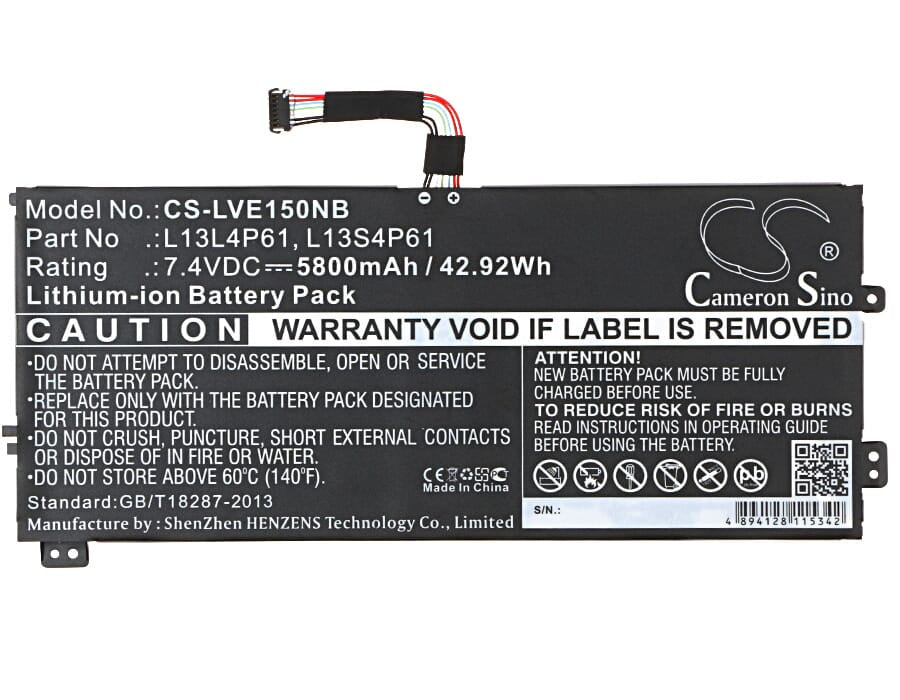 Model No.:CS-LVE150NB
Part No .:L13L4P61, L13S4P61
Rating .:7.4VDC⎓5800mAh / 42.92Wh
Lithium-ion Battery Pack
CS ®
Cameron Sino
CAUTION WARRANTY VOID IF LABEL IS REMOVED
•DO NOT ATTEMPT TO DISASSEMBLE, OPEN OR SERVICE
THE BATTERY PACK.
•REPLACE ONLY WITH THE BATTERY PACK DESIGNATED
FOR THIS PRODUCT.
•DO NOT CRUSH, PUNCTURE, SHORT EXTERNAL CONTACTS
OR DISPOSE OF IN FIRE OR WATER.
•DO NOT STORE ABOVE 60°C (140°F).
Standard:GB/T18287-2013
Manufacture by : ShenZhen HENZENS Technology Co., Limited
CE
Made In China
ATTENTION!
NEW BATTERY PACK MUST BE FULLY
CHARGED BEFORE USE.
TO REDUCE RISK OF FIRE OR BURNS
READ INSTRUCTIONS IN OPERATING GUIDE
BEFORE USING THE BATTERY.
Pb
S/N.:
4 894128 115342